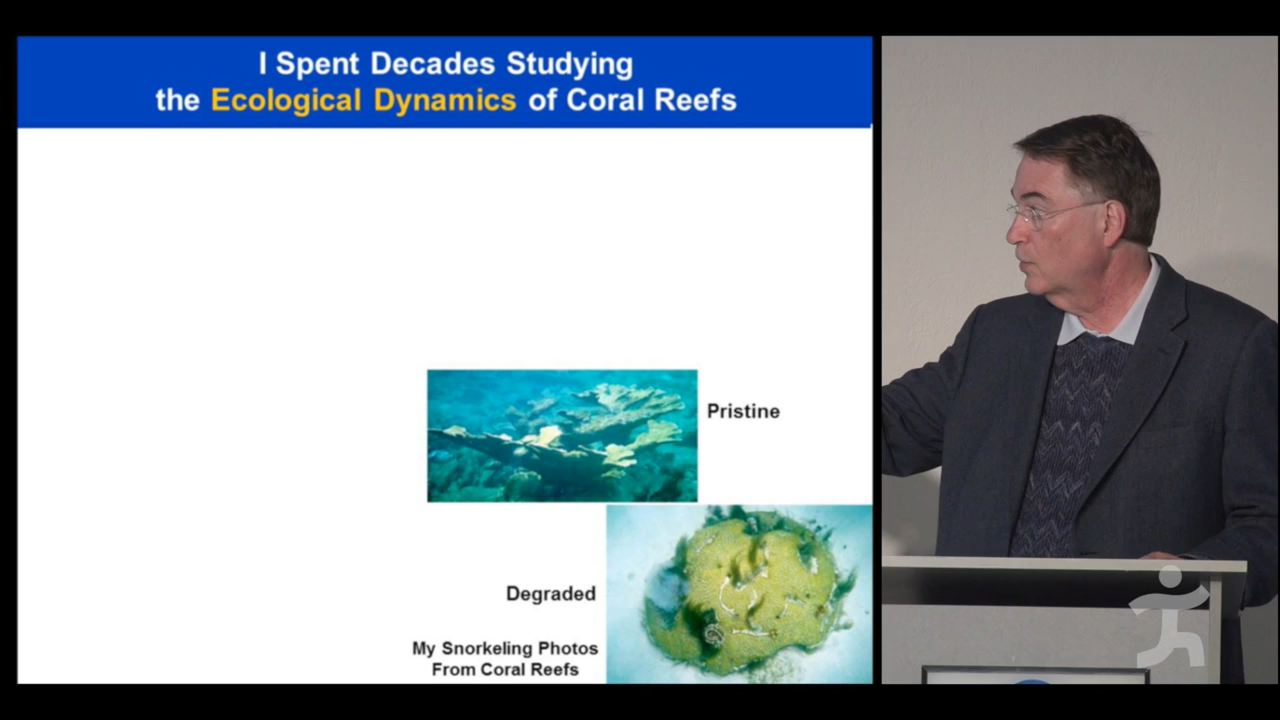 I Spent Decades Studying
the Ecological Dynamics of Coral Reefs
Pristine
Degraded
My Snorkeling Photos
From Coral Reefs